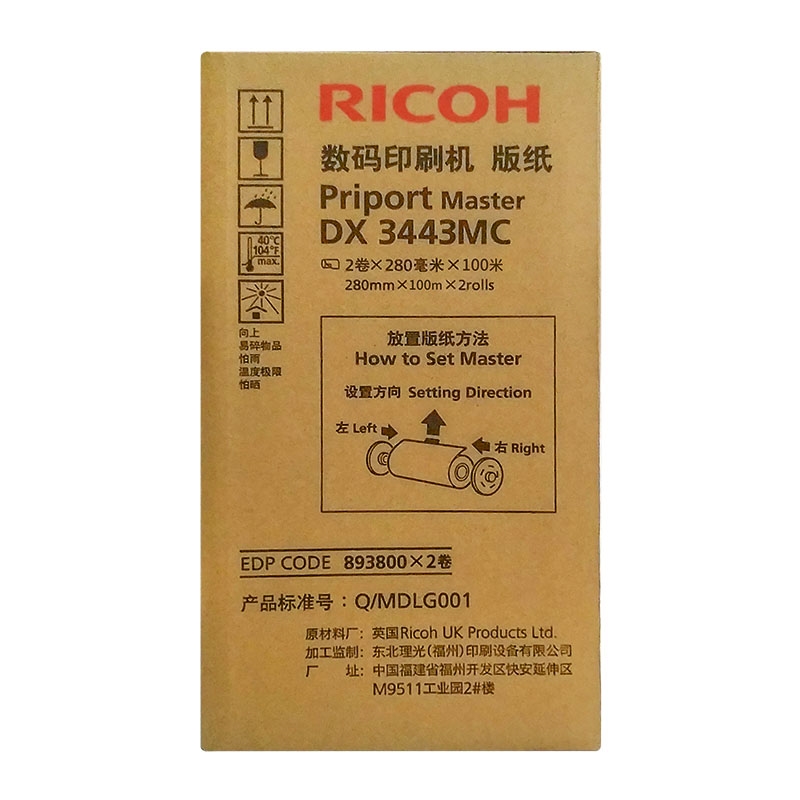 RICOH
数码印刷机 版纸
Priport Master
DX 3443MC
2卷×280毫米×100米
280mm×100m×2rolls
40℃
104°F
max.
向上
易碎物品
怕雨
温度极限
怕晒
放置版纸方法
How to Set Master
设置方向 Setting Direction
左 Left
右 Right
EDP CODE 893800×2卷
产品标准号：Q/MDLG001
原材料厂：英国Ricoh UK Products Ltd.
加工监制：东北理光(福州)印刷设备有限公司
厂 址：中国福建省福州开发区快安延伸区
M9511工业园2#楼